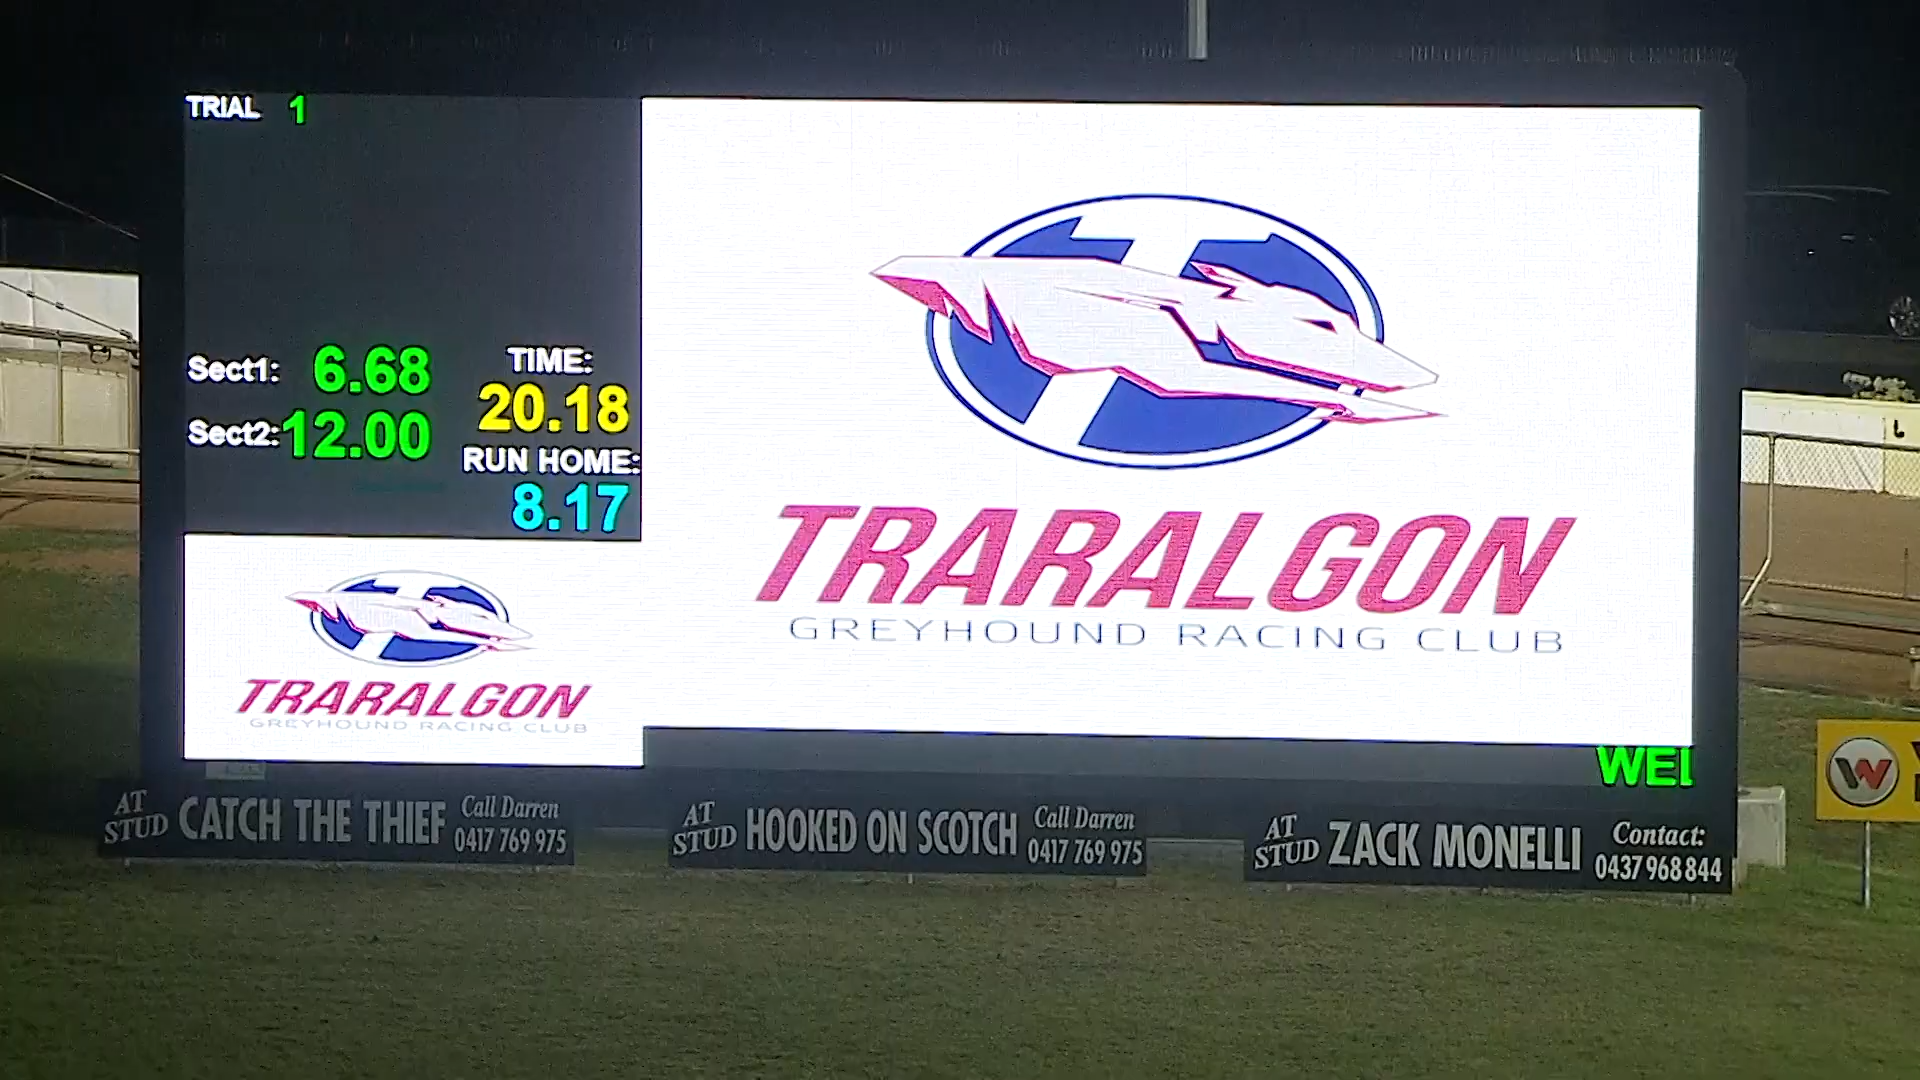 TRIAL 1
Sect1: 6.68
Sect2: 12.00
TIME:
20.18
RUN HOME:
8.17
TRARALGON
GREYHOUND RACING CLUB
TRARALGON
GREYHOUND RACING CLUB
WEL
AT STUD CATCH THE THIEF Call Darren 0417 769 975
AT STUD HOOKED ON SCOTCH Call Darren 0417 769 975
AT STUD ZACK MONELLI Contact: 0437 968 844
W